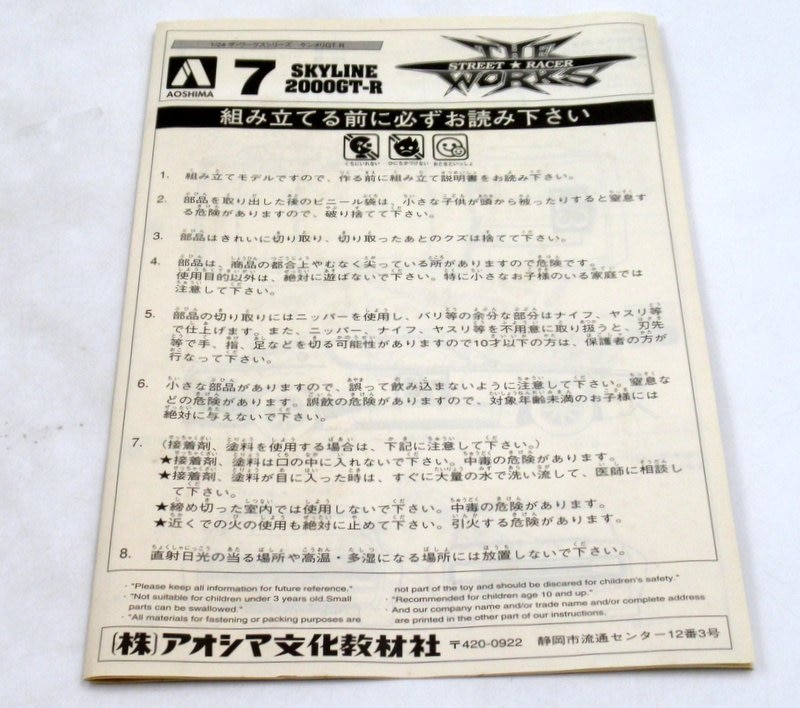 1/24 ザ・ワークスシリーズ ケンメリGT-R
AOSHIMA
7
SKYLINE
2000GT-R
THE
STREET★RACER
WORKS
組み立てる前に必ずお読み下さい
くちにいれない ひにちかづけない おとなといっしょ
1. 組み立てモデルですので、作る前に組み立て説明書をお読み下さい。
2. 部品を取り出した後のビニール袋は、小さな子供が頭から被ったりすると窒息す
る危険がありますので、破り捨てて下さい。
3. 部品はきれいに切り取り、切り取ったあとのクズは捨てて下さい。
4. 部品は、商品の都合上やむなく尖っている所がありますので危険です。
使用目的以外は、絶対に遊ばないで下さい。特に小さなお子様のいる家庭では
注意して下さい。
5. 部品の切り取りにはニッパーを使用し、バリ等の余分な部分はナイフ、ヤスリ等
で仕上げます。また、ニッパー、ナイフ、ヤスリ等を不用意に取り扱うと、刃先
等で手、指、足などを切る可能性がありますので10才以下の方は、保護者の方が
行なって下さい。
6. 小さな部品がありますので、誤って飲み込まないように注意して下さい。窒息な
どの危険があります。誤飲の危険がありますので、対象年齢未満のお子様には
絶対に与えないで下さい。
7. (接着剤、塗料を使用する場合は、下記に注意して下さい。)
★接着剤、塗料は口の中に入れないで下さい。中毒の危険があります。
★接着剤、塗料が目に入った時は、すぐに大量の水で洗い流して、医師に相談し
て下さい。
★締め切った室内では使用しないで下さい。中毒の危険があります。
★近くでの火の使用も絶対に止めて下さい。引火する危険があります。
8. 直射日光の当る場所や高温・多湿になる場所には放置しないで下さい。
· "Please keep all information for future reference."
· "Not suitable for children under 3 years old.Small
parts can be swallowed."
· "All materials for fastening or packing purposes are
not part of the toy and should be discared for children's safety."
· "Recommended for children age 10 and up."
· And our company name and/or trade name and/or complete address
are printed in the other part of our instructions.
(株)アオシマ文化教材社 〒420-0922 静岡市流通センター12番3号